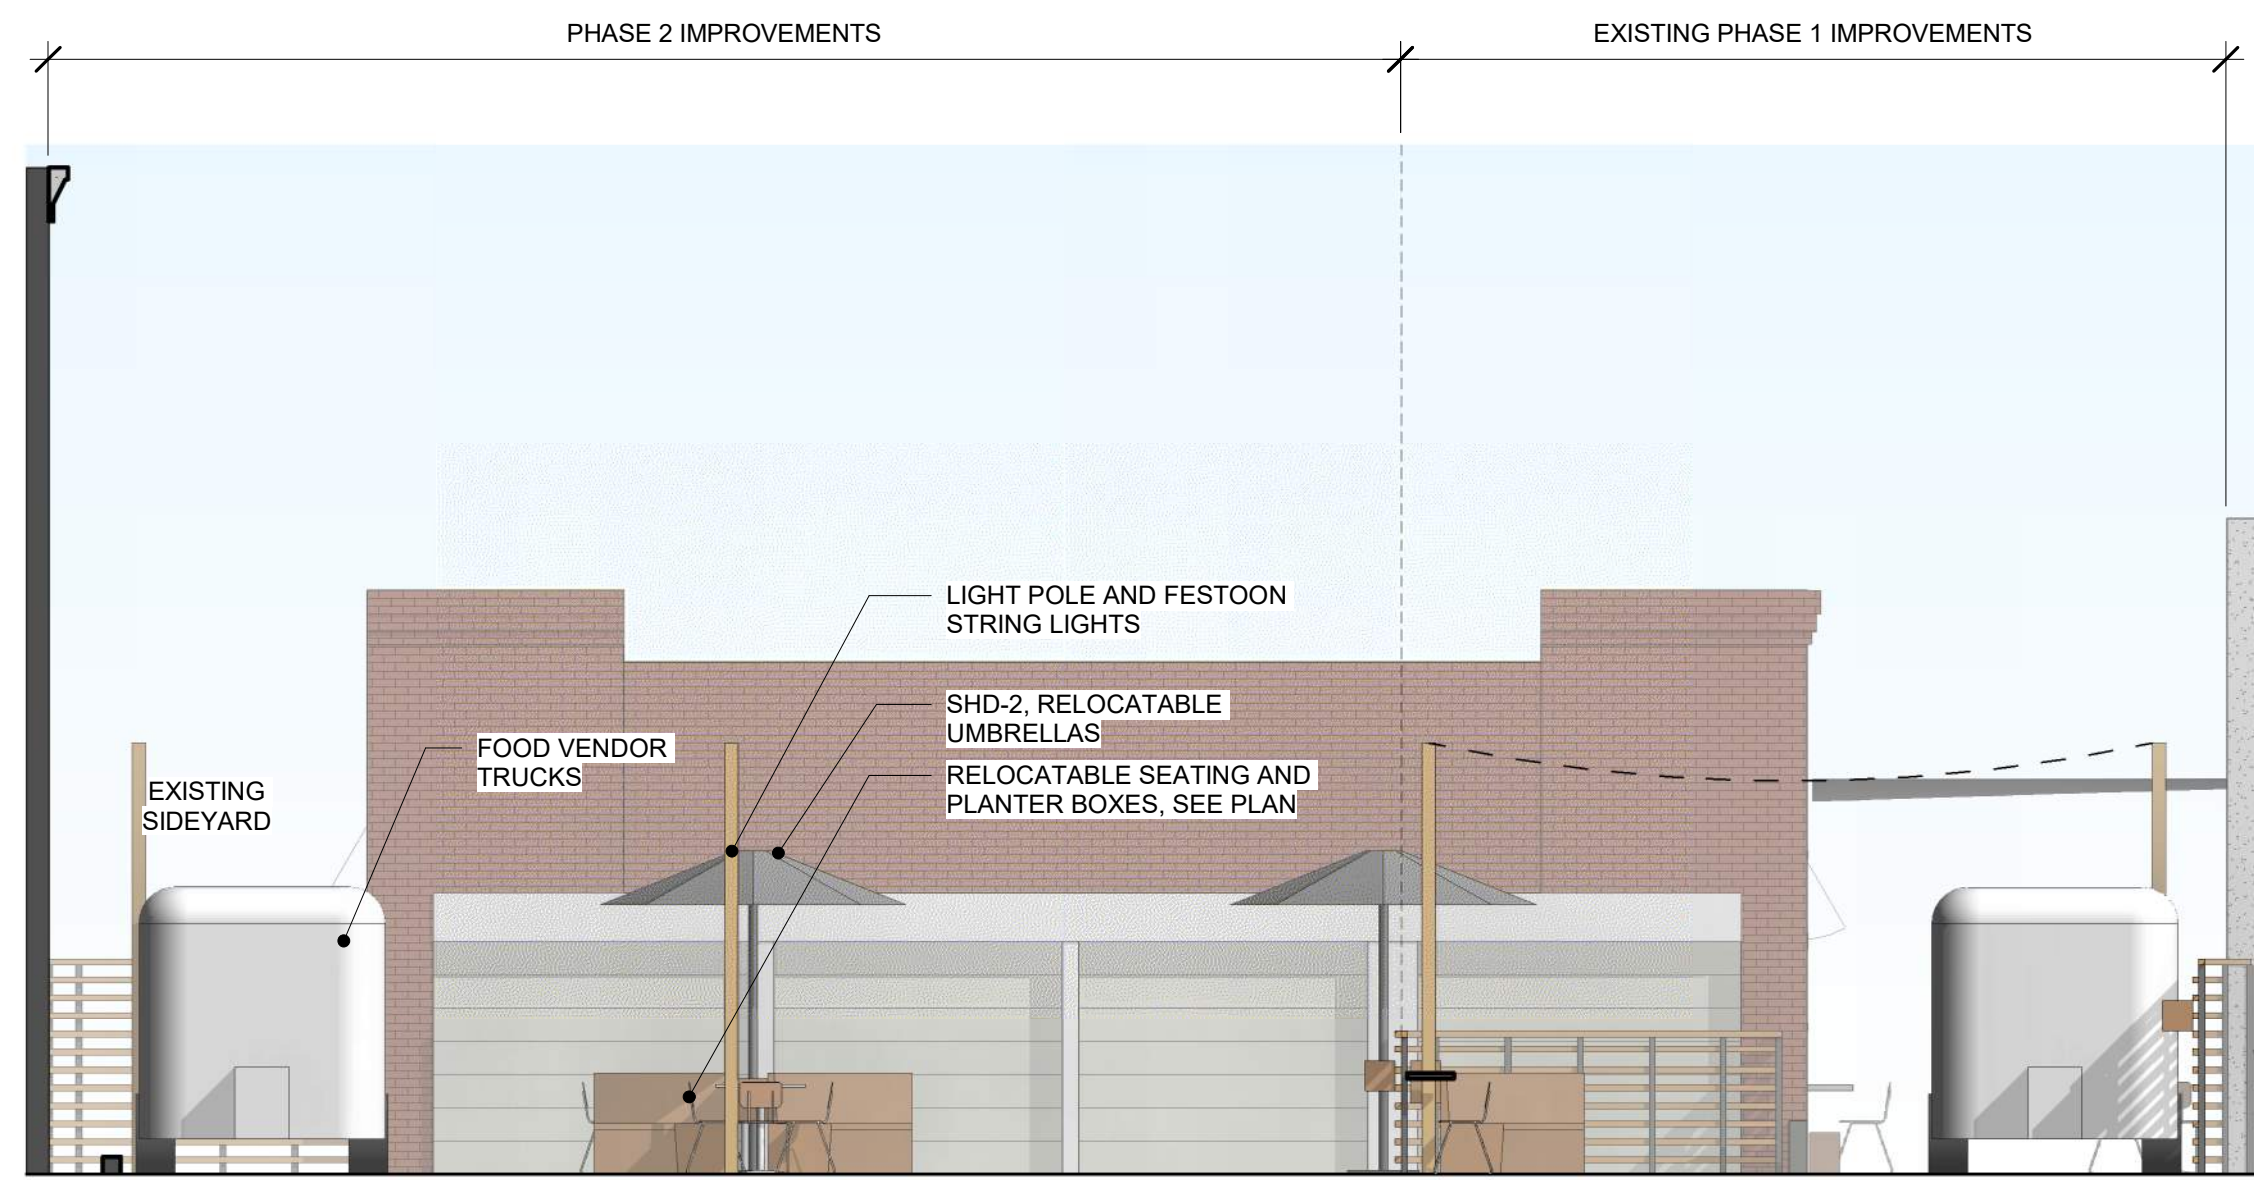 PHASE 2 IMPROVEMENTS
EXISTING PHASE 1 IMPROVEMENTS
LIGHT POLE AND FESTOON
STRING LIGHTS
SHD-2, RELOCATABLE
UMBRELLAS
FOOD VENDOR
TRUCKS
RELOCATABLE SEATING AND
PLANTER BOXES, SEE PLAN
EXISTING
SIDEYARD